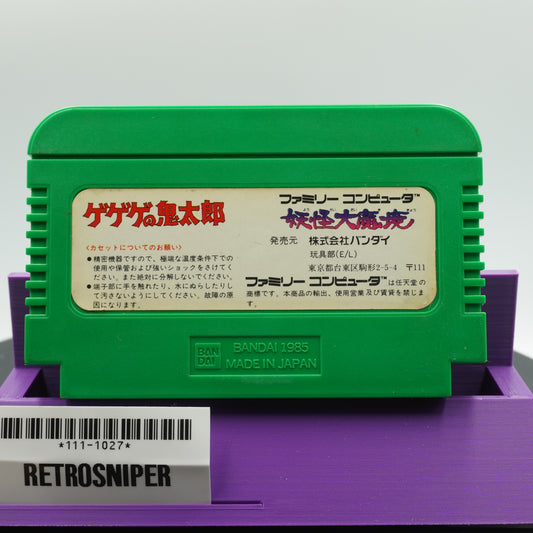 ゲゲゲの鬼太郎
〈カセットについてのお願い〉
●精密機器ですので、極端な温度条件下での
使用や保管および強いショックをさけてく
ださい。また絶対に分解しないでください。
●端子部に手を触れたり、水にぬらしたりし
て汚さないようにしてください。故障の原
因になります。
ファミリー コンピュータ™
妖怪大魔境
発売元 株式会社バンダイ
玩具部(E/L)
東京都台東区駒形2-5-4 〒111
ファミリー コンピュータ™は任天堂の
商標です。本商品の輸出、使用営業及び賃貸を禁じま
す。
BAN
DAI
BANDAI 1985
MADE IN JAPAN
*111-1027*
RETROSNIPER